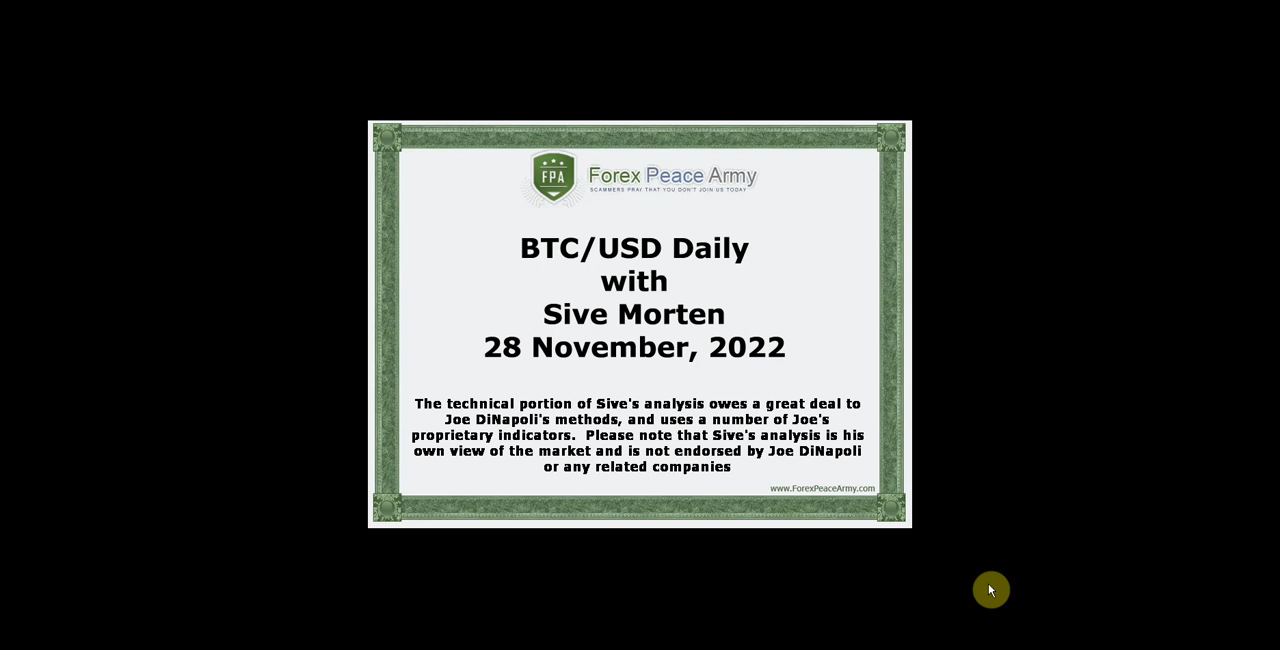 FPA
Forex Peace Army
SCAMMERS PRAY THAT YOU DON'T JOIN US TODAY
BTC/USD Daily
with
Sive Morten
28 November, 2022
The technical portion of Sive's analysis owes a great deal to
Joe DiNapoli's methods, and uses a number of Joe's
proprietary indicators.  Please note that Sive's analysis is his
own view of the market and is not endorsed by Joe DiNapoli
or any related companies
www.ForexPeaceArmy.com